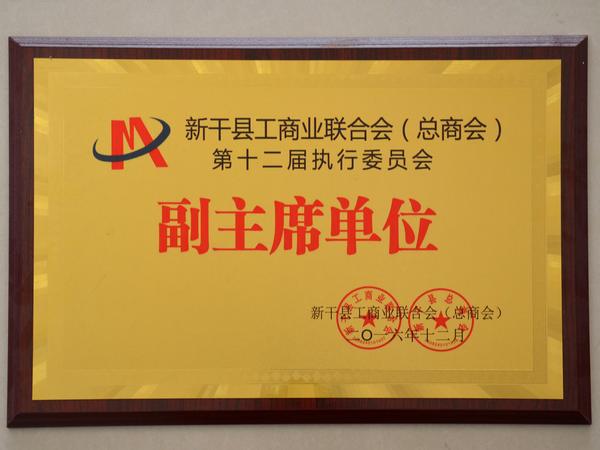 新干县工商业联合会（总商会）
第十二届执行委员会
副主席单位
新干县工商业联合会（总商会）
二〇一六年十二月